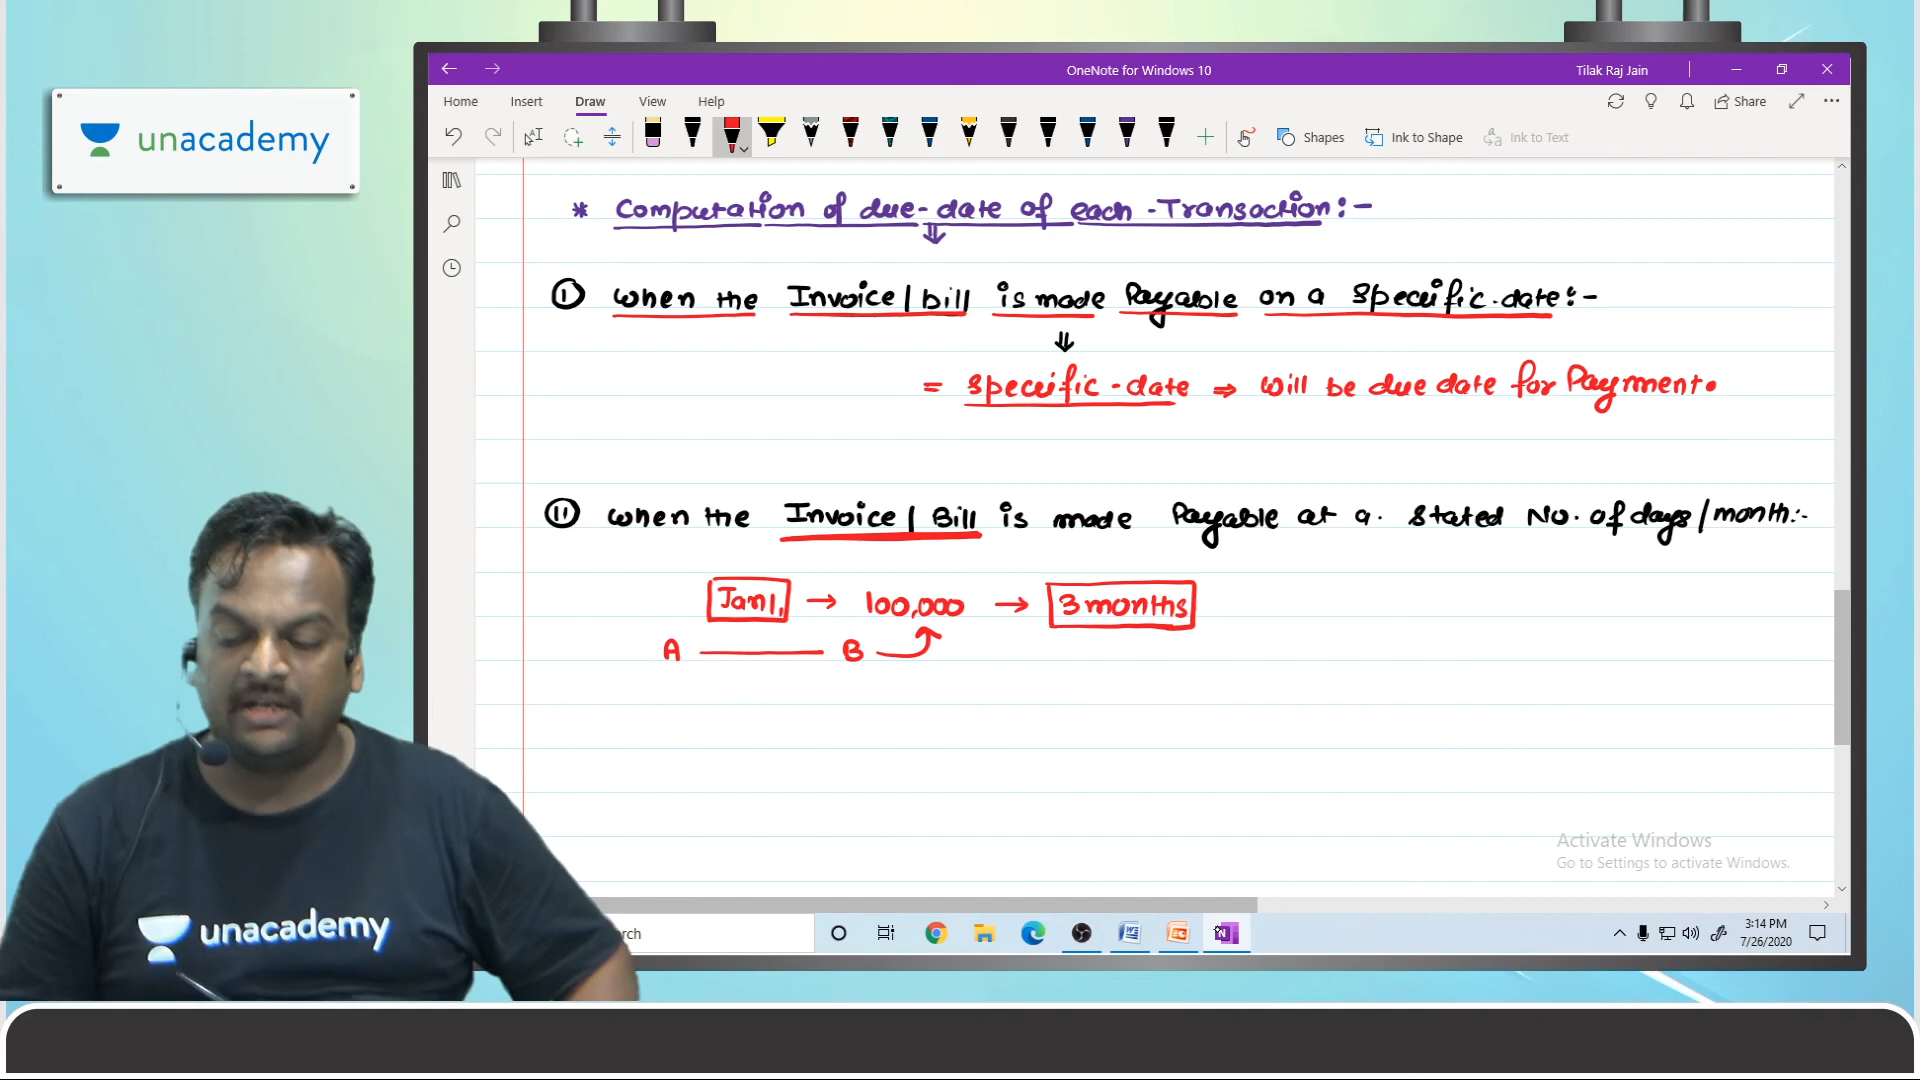 unacademy
OneNote for Windows 10
Tilak Raj Jain
Home Insert Draw View Help
Share
Shapes Ink to Shape Ink to Text
* Computation of due-date of each -Transaction:-
① When the Invoice/bill is made Payable on a Specific-date:-
= Specific-date ⇒ will be due date for Payment.
⑪ When the Invoice/Bill is made Payable at a. Stated No. of days/month:-
Jan1, → 100,000 → 3 months
A — B
Activate Windows
Go to Settings to activate Windows.
rch
3:14 PM
7/26/2020
unacademy